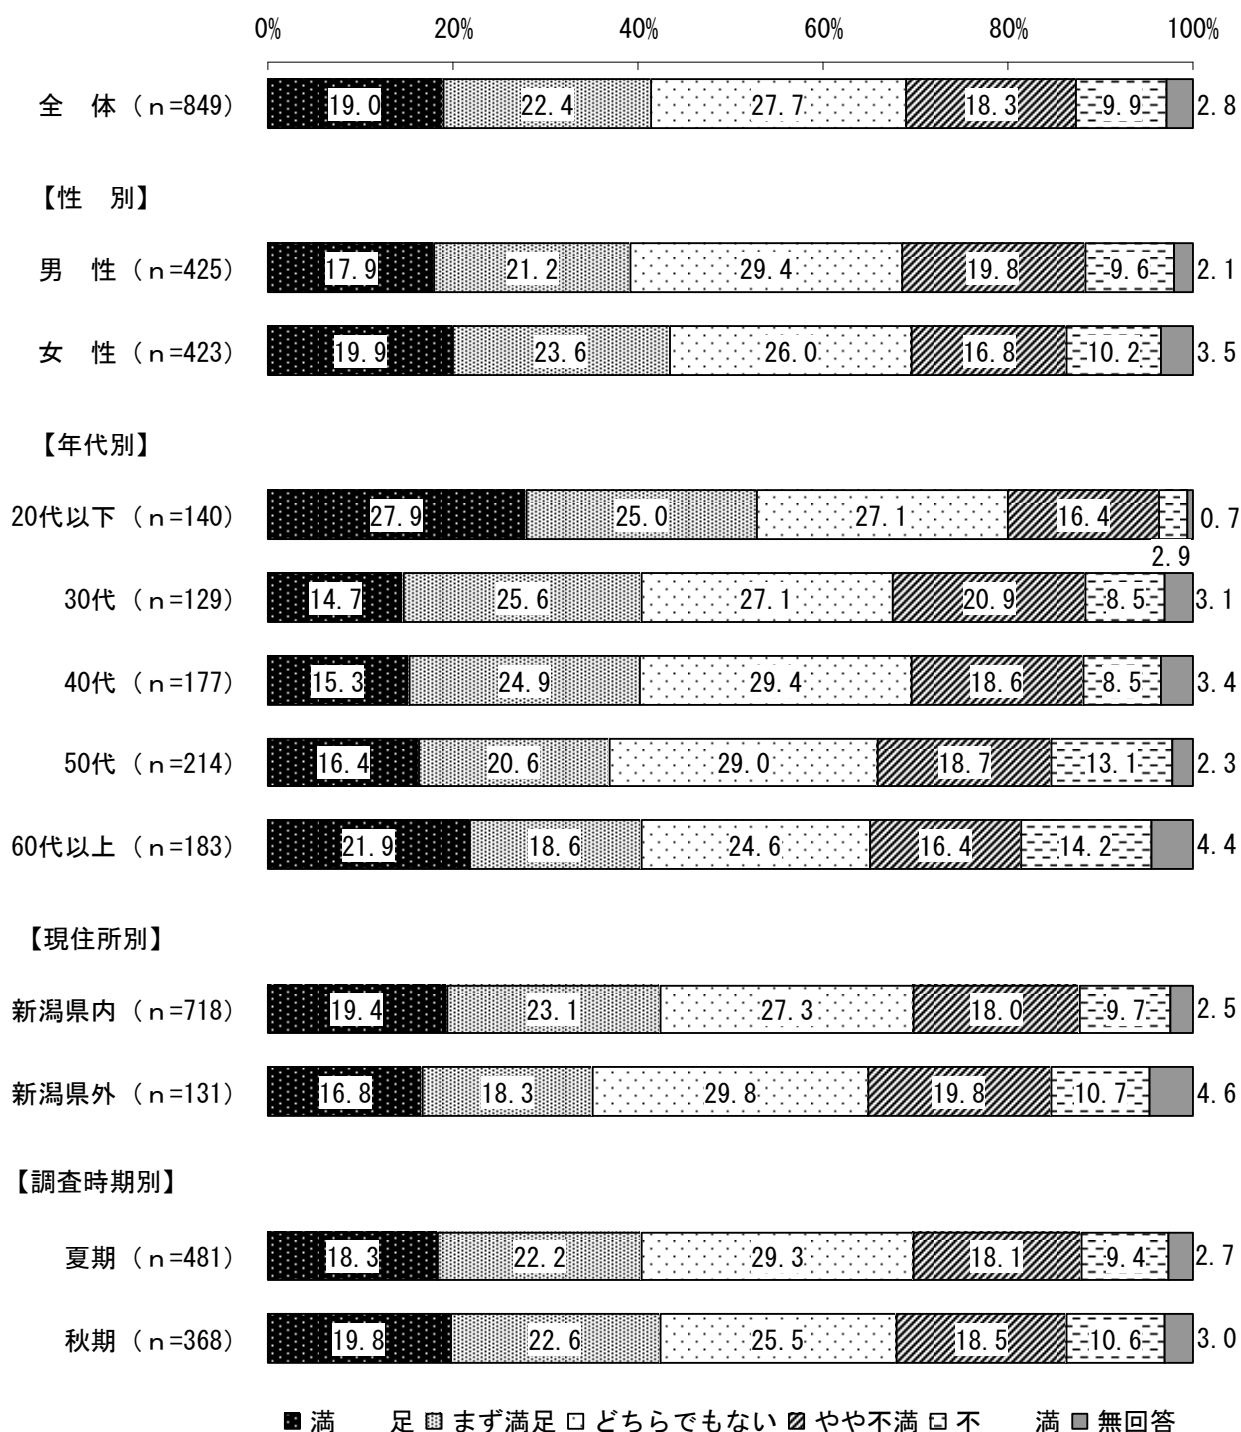 0% 20% 40% 60% 80% 100%
全 体(n=849) 19.0 22.4 27.7 18.3 9.9 2.8
【性 別】
男 性(n=425) 17.9 21.2 29.4 19.8 9.6 2.1
女 性(n=423) 19.9 23.6 26.0 16.8 10.2 3.5
【年代別】
20代以下(n=140) 27.9 25.0 27.1 16.4 0.7
2.9
30代(n=129) 14.7 25.6 27.1 20.9 8.5 3.1
40代(n=177) 15.3 24.9 29.4 18.6 8.5 3.4
50代(n=214) 16.4 20.6 29.0 18.7 13.1 2.3
60代以上(n=183) 21.9 18.6 24.6 16.4 14.2 4.4
【現住所別】
新潟県内(n=718) 19.4 23.1 27.3 18.0 9.7 2.5
新潟県外(n=131) 16.8 18.3 29.8 19.8 10.7 4.6
【調査時期別】
夏期(n=481) 18.3 22.2 29.3 18.1 9.4 2.7
秋期(n=368) 19.8 22.6 25.5 18.5 10.6 3.0
満 足 まず満足 どちらでもない やや不満 不 満 無回答